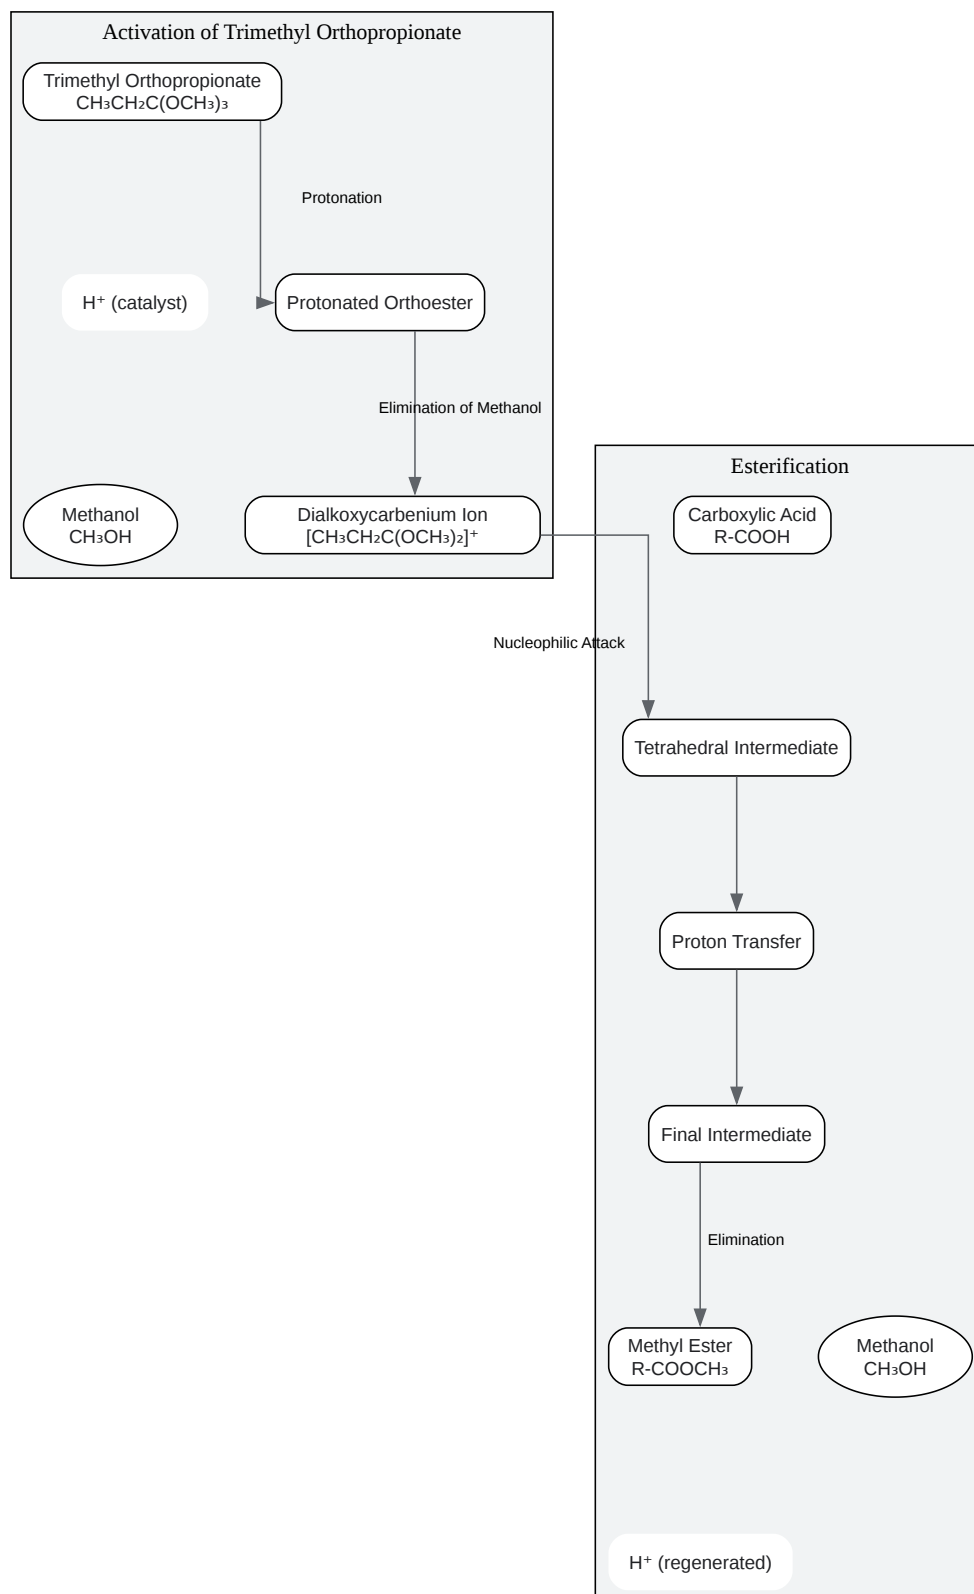 Activation of Trimethyl Orthopropionate
Trimethyl Orthopropionate
CH₃CH₂C(OCH₃)₃
Protonation
H⁺ (catalyst)
Protonated Orthoester
Elimination of Methanol
Methanol
CH₃OH
Dialkoxycarbenium Ion
[CH₃CH₂C(OCH₃)₂]⁺
Esterification
Carboxylic Acid
R-COOH
Nucleophilic Attack
Tetrahedral Intermediate
Proton Transfer
Final Intermediate
Elimination
Methyl Ester
R-COOCH₃
Methanol
CH₃OH
H⁺ (regenerated)